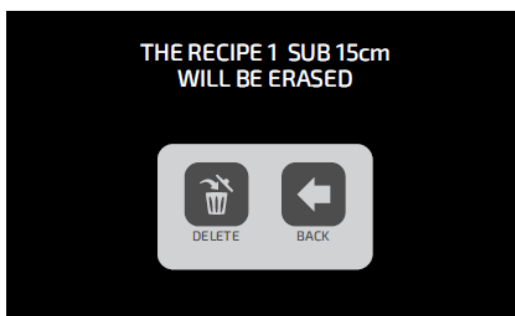 THE RECIPE 1 SUB 15cm
WILL BE ERASED
DELETE
BACK